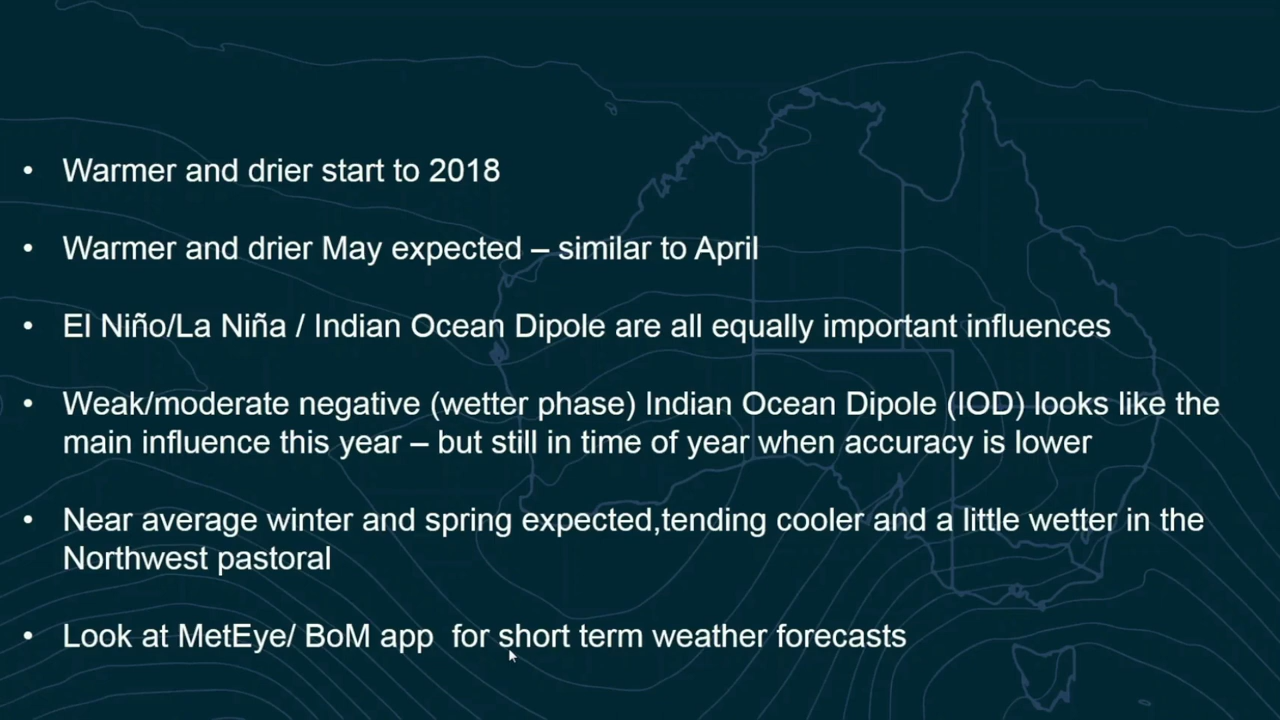 • Warmer and drier start to 2018
• Warmer and drier May expected – similar to April
• El Niño/La Niña / Indian Ocean Dipole are all equally important influences
• Weak/moderate negative (wetter phase) Indian Ocean Dipole (IOD) looks like the
main influence this year – but still in time of year when accuracy is lower
• Near average winter and spring expected,tending cooler and a little wetter in the
Northwest pastoral
• Look at MetEye/ BoM app  for short term weather forecasts